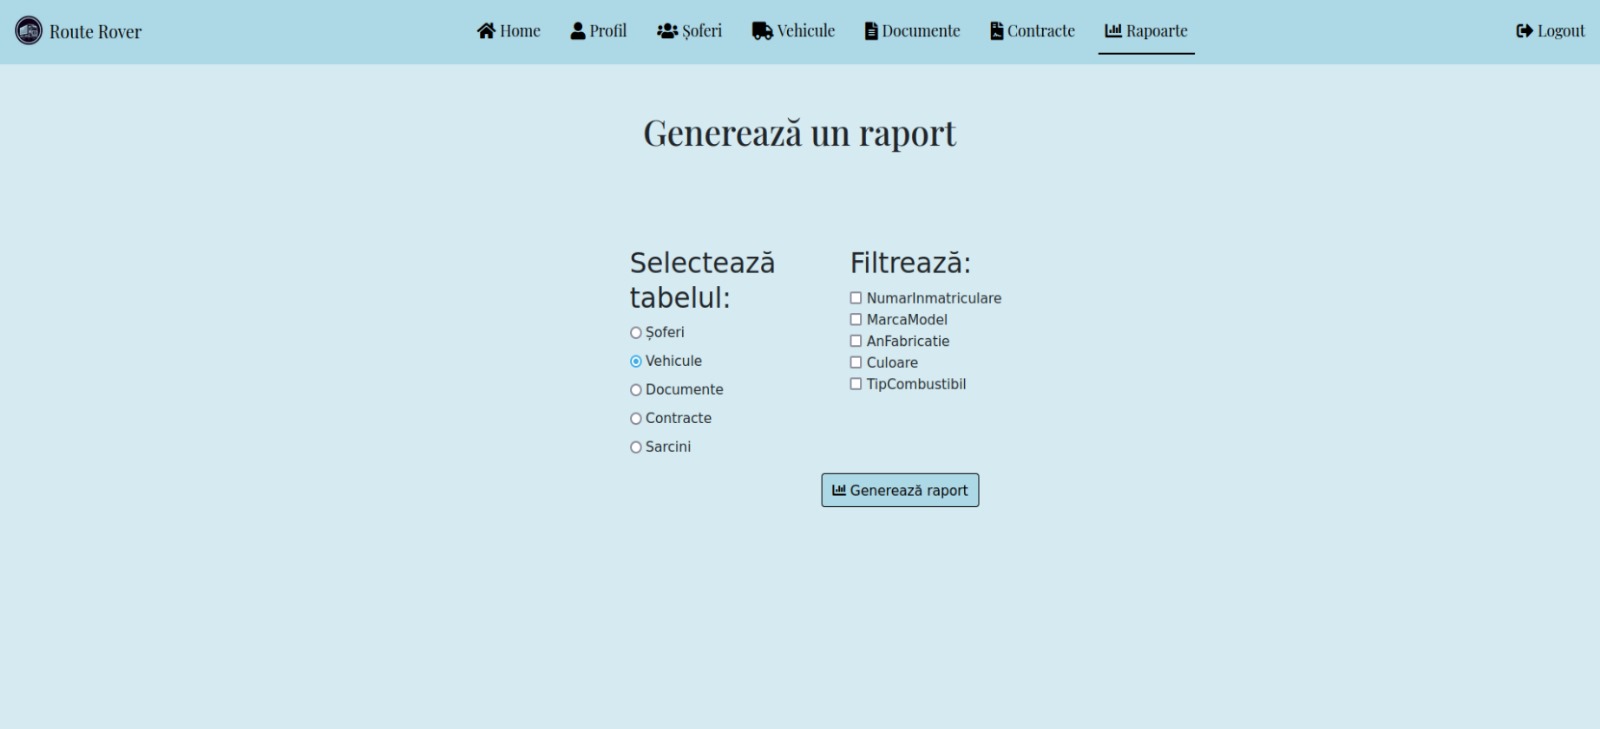 Route Rover
Home
Profil
Șoferi
Vehicule
Documente
Contracte
Rapoarte
Logout
Generează un raport
Selectează
tabelul:
Șoferi
Vehicule
Documente
Contracte
Sarcini
Filtrează:
NumarInmatriculare
MarcaModel
AnFabricatie
Culoare
TipCombustibil
Generează raport